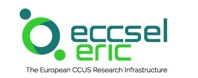 eccsel
eric
The European CCUS Research Infrastructure